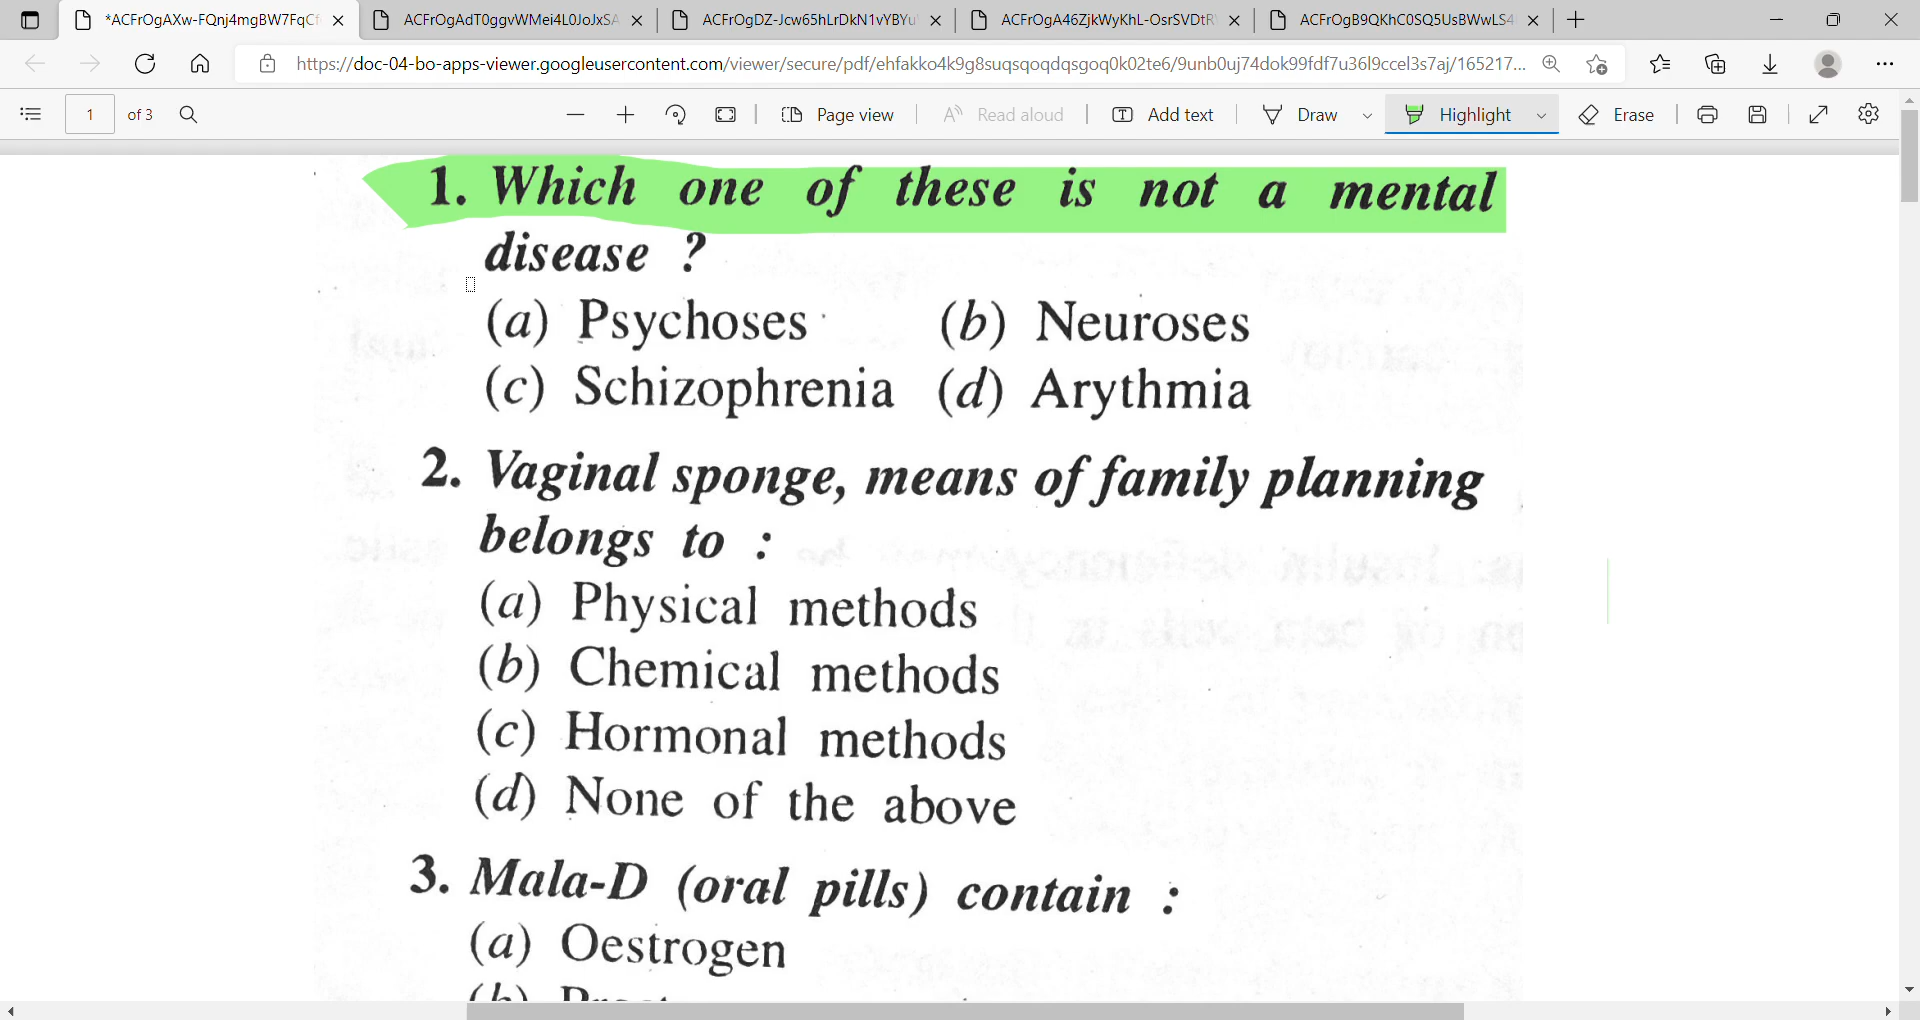 *ACFrOgAXw-FQnj4mgBW7FqCf
ACFrOgAdT0ggvWMei4L0JoJxSA
ACFrOgDZ-Jcw65hLrDkN1vYBYu
ACFrOgA46ZjkWyKhL-OsrSVDtR
ACFrOgB9QKhC0SQ5UsBWwLS4
https://doc-04-bo-apps-viewer.googleusercontent.com/viewer/secure/pdf/ehfakko4k9g8suqsqoqdqsgoq0k02te6/9unb0uj74dok99fdf7u36l9ccel3s7aj/165217...
1 of 3 Page view Read aloud Add text Draw Highlight Erase
1. Which one of these is not a mental
disease ?
(a) Psychoses (b) Neuroses
(c) Schizophrenia (d) Arythmia
2. Vaginal sponge, means of family planning
belongs to :
(a) Physical methods
(b) Chemical methods
(c) Hormonal methods
(d) None of the above
3. Mala-D (oral pills) contain :
(a) Oestrogen